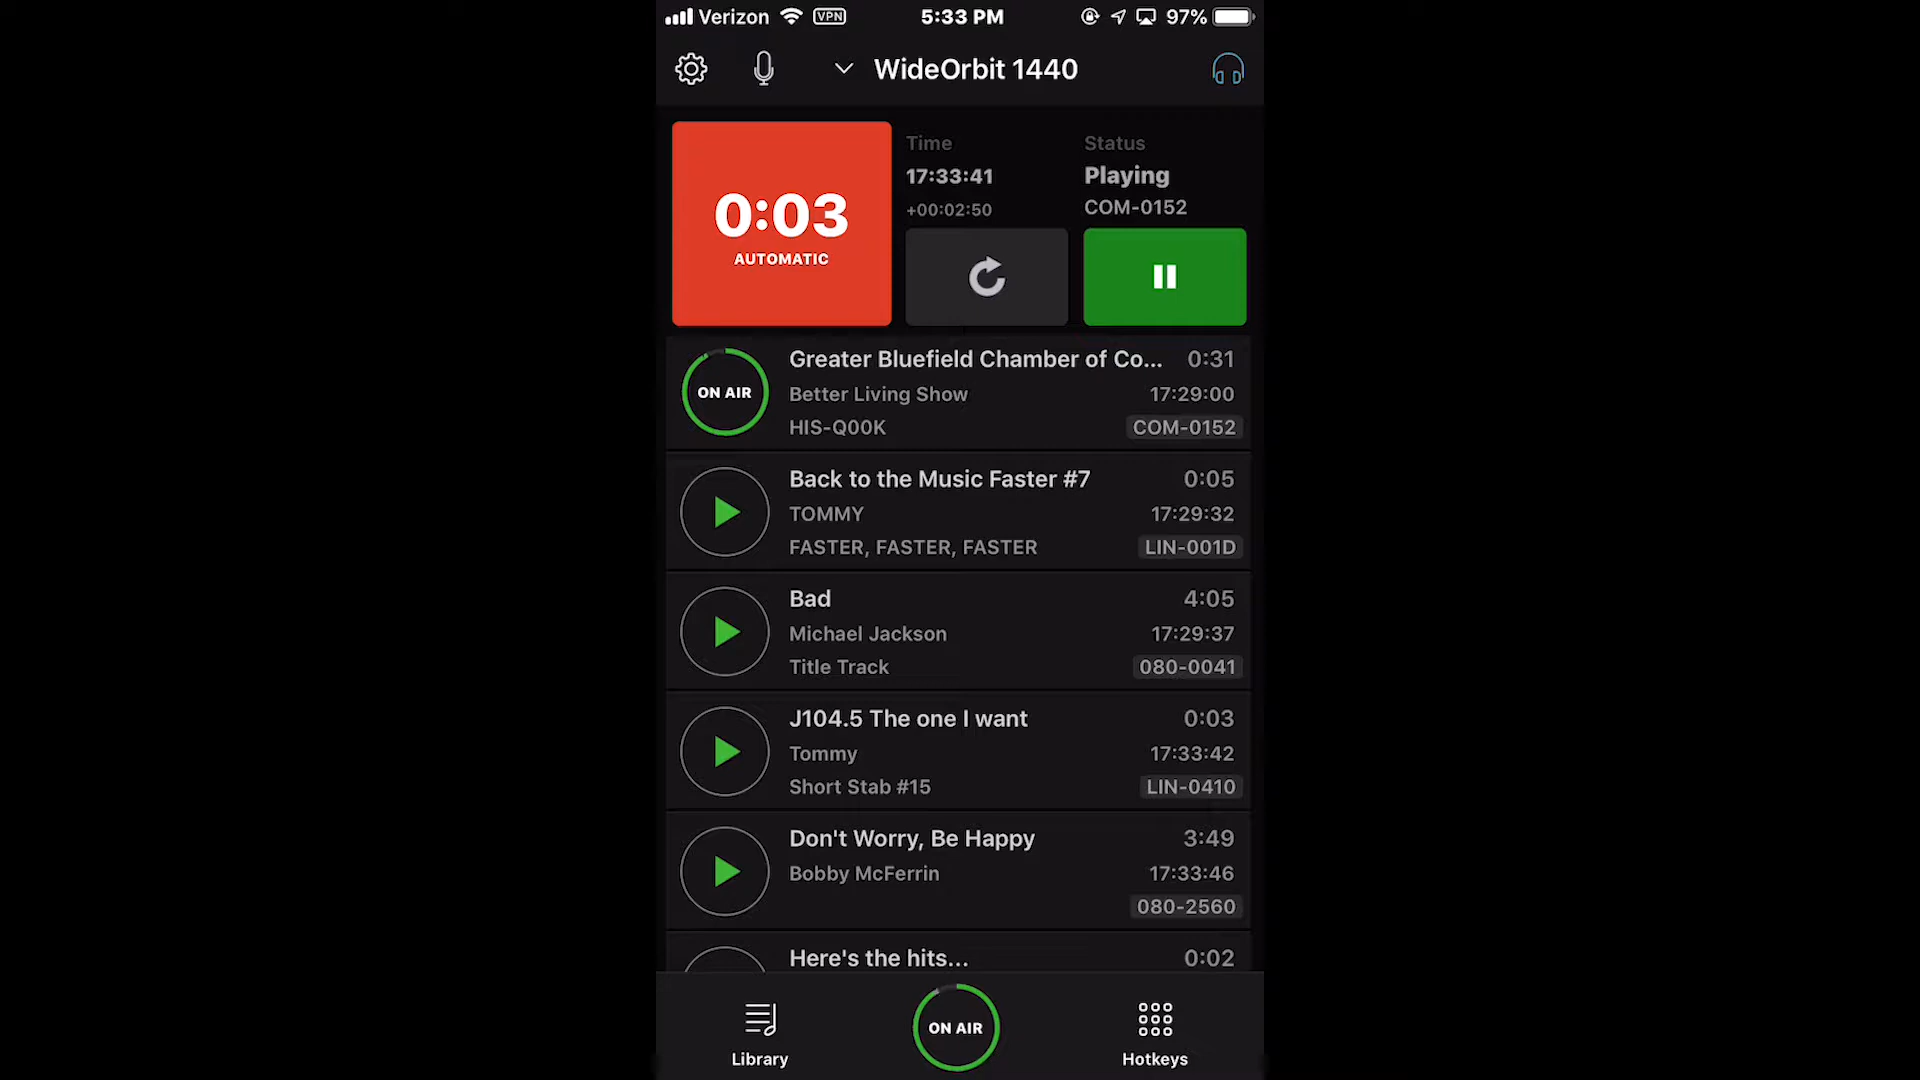 Verizon VPN 5:33 PM 97%
WideOrbit 1440
0:03
AUTOMATIC
Time
17:33:41
+00:02:50
Status
Playing
COM-0152
ON AIR
Greater Bluefield Chamber of Co... 0:31
Better Living Show 17:29:00
HIS-Q00K COM-0152
Back to the Music Faster #7 0:05
TOMMY 17:29:32
FASTER, FASTER, FASTER LIN-001D
Bad 4:05
Michael Jackson 17:29:37
Title Track 080-0041
J104.5 The one I want 0:03
Tommy 17:33:42
Short Stab #15 LIN-0410
Don't Worry, Be Happy 3:49
Bobby McFerrin 17:33:46
080-2560
Here's the hits... 0:02
Library
ON AIR
Hotkeys